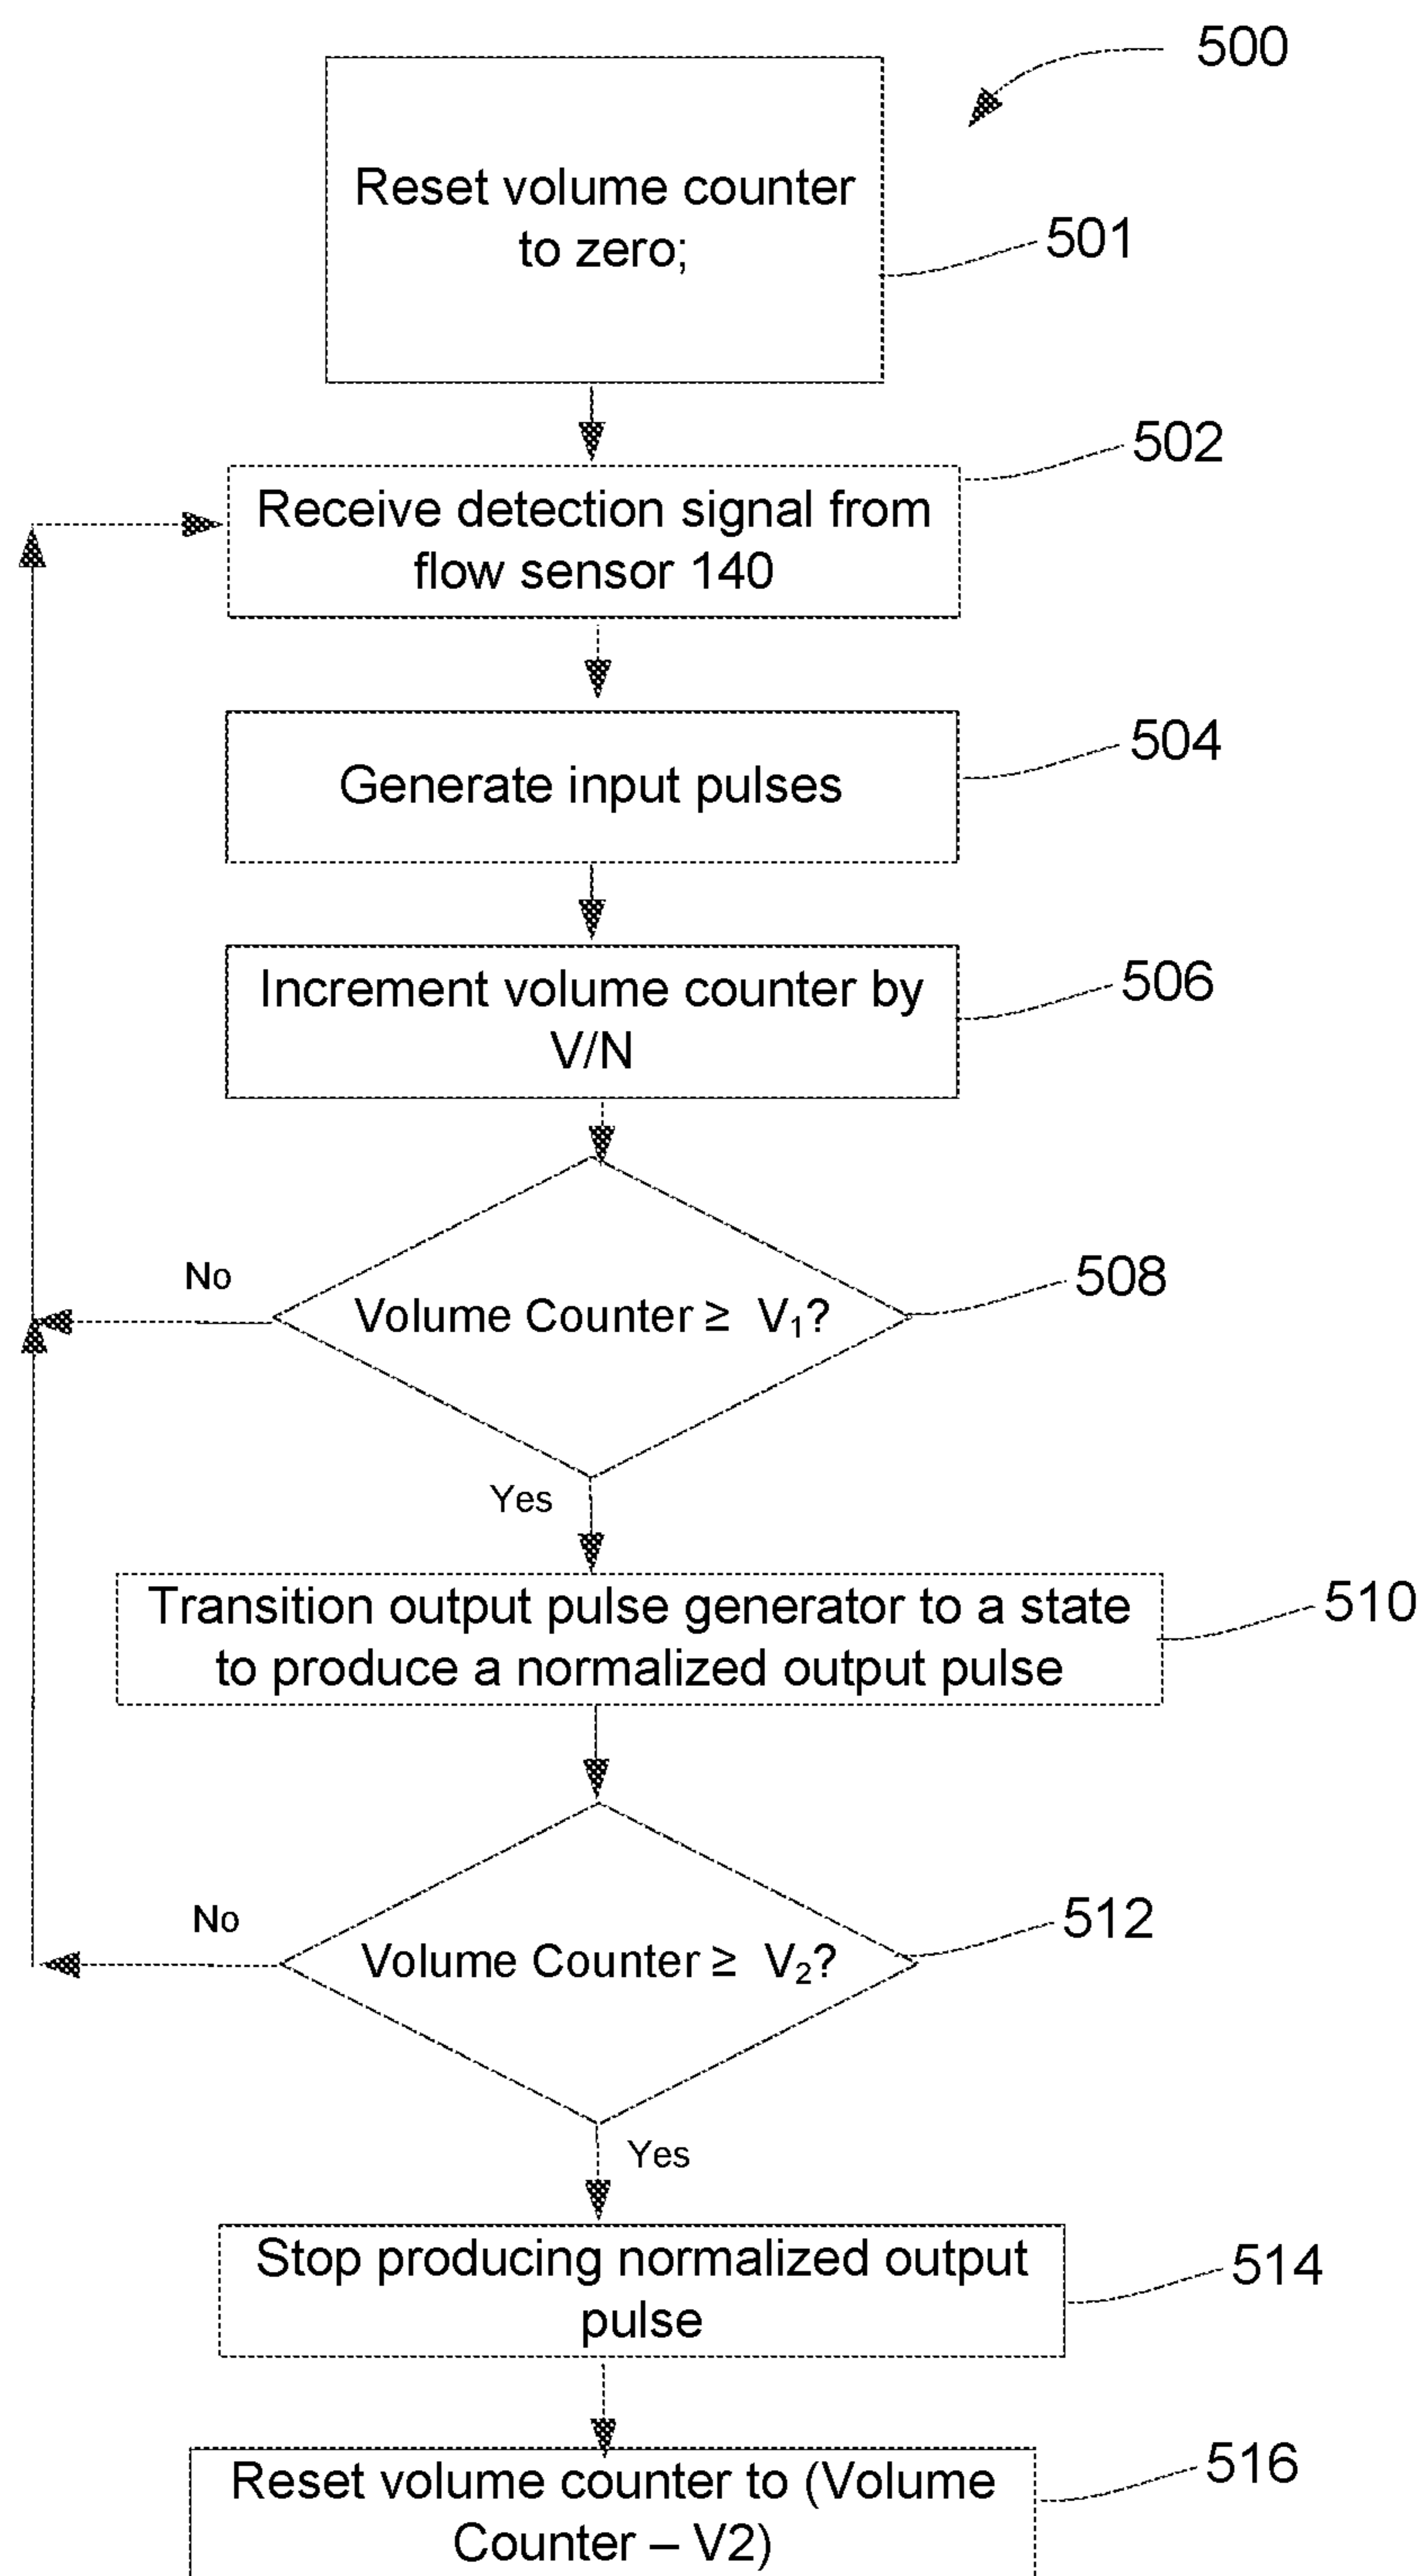 500
Reset volume counter
to zero;
501
502
Receive detection signal from
flow sensor 140
504
Generate input pulses
506
Increment volume counter by
V/N
No
508
Volume Counter ≥ V₁?
Yes
510
Transition output pulse generator to a state
to produce a normalized output pulse
No
512
Volume Counter ≥ V₂?
Yes
514
Stop producing normalized output
pulse
516
Reset volume counter to (Volume
Counter – V2)